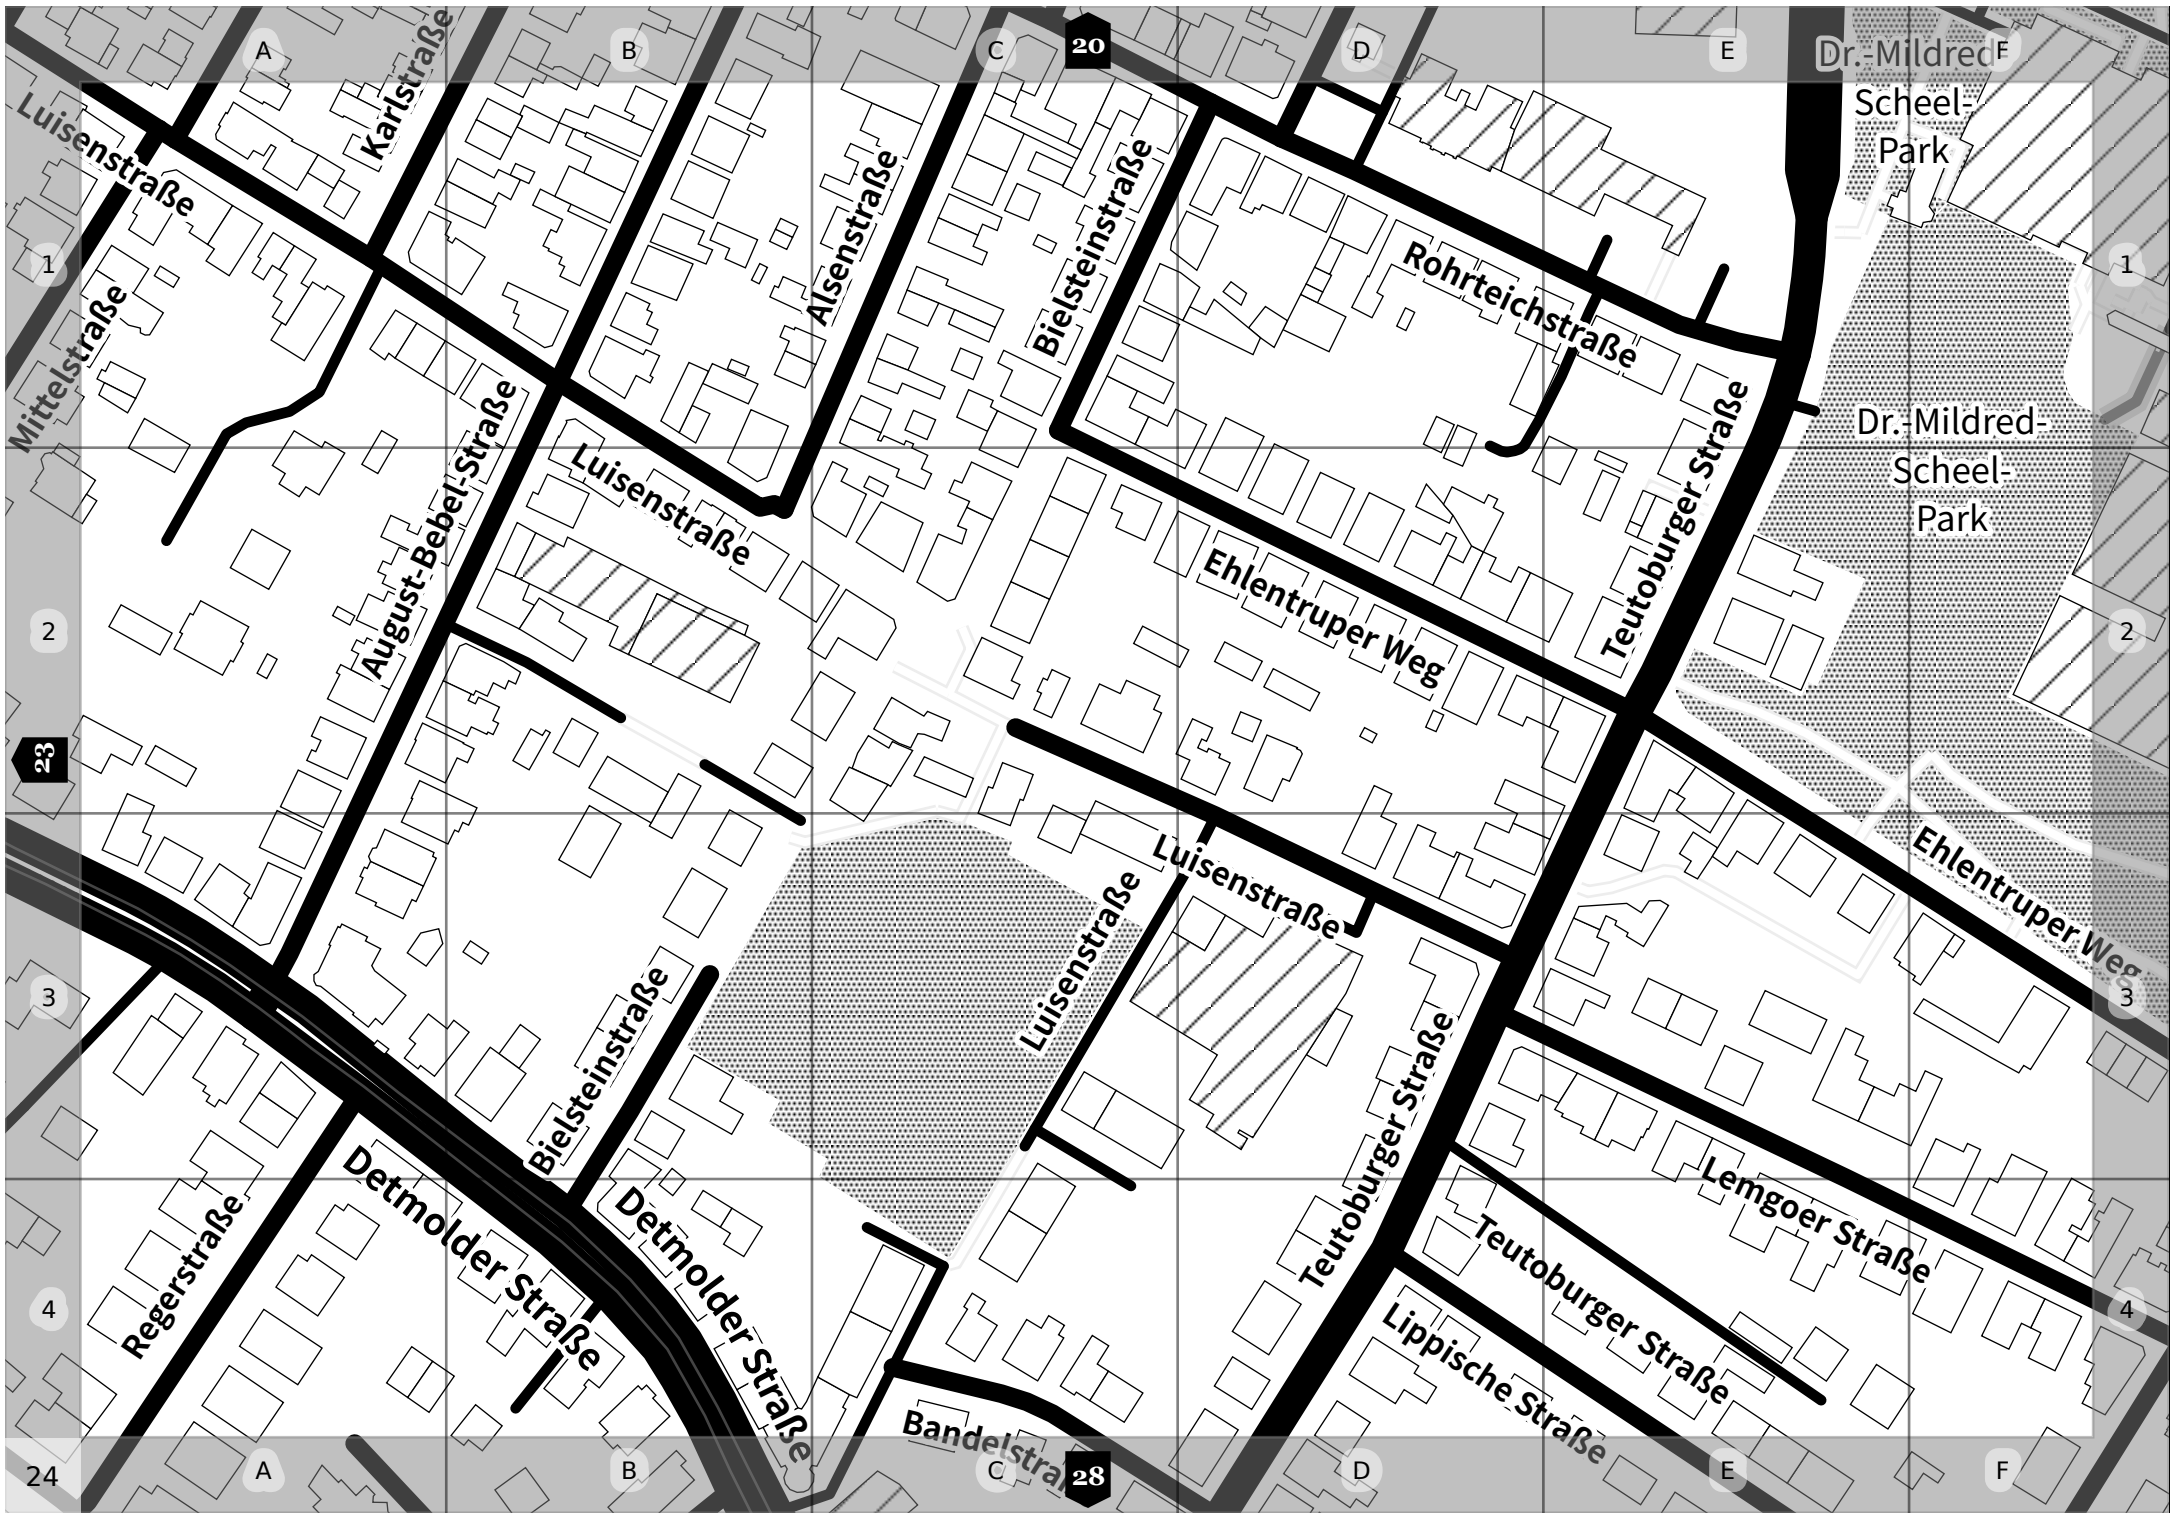 A
B
C
20
D
E
F
Dr.-Mildred-
Scheel-
Park
Karlstraße
Luisenstraße
Alsenstraße
Bielsteinstraße
1
1
Rohrteichstraße
Mittelstraße
August-Bebel-Straße
Teutoburger Straße
Dr.-Mildred-
Scheel-
Park
Luisenstraße
Ehlentruper Weg
2
2
23
Luisenstraße
Luisenstraße
Ehlentruper Weg
3
3
Bielsteinstraße
Teutoburger Straße
Detmolder Straße
Detmolder Straße
Lemgoer Straße
Regerstraße
Teutoburger Straße
Lippische Straße
4
4
Bandelstra
24
A
B
C
28
D
E
F